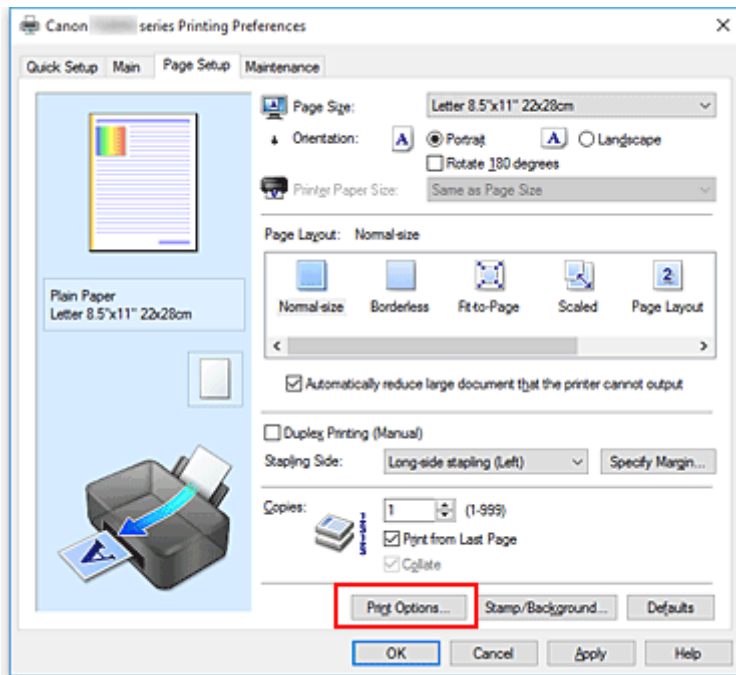 Canon series Printing Preferences
Quick Setup Main Page Setup Maintenance
Page Size: Letter 8.5"x11" 22x28cm
Orientation: A Portrait A Landscape
Rotate 180 degrees
Printer Paper Size: Same as Page Size
Page Layout: Normal-size
2
Normal-size Borderless Fit-to-Page Scaled Page Layout
Plain Paper
Letter 8.5"x11" 22x28cm
Automatically reduce large document that the printer cannot output
Duplex Printing (Manual)
Stapling Side: Long-side stapling (Left) Specify Margin...
Copies: 1 (1-999)
Print from Last Page
Collate
A
Print Options... Stamp/Background... Defaults
OK Cancel Apply Help